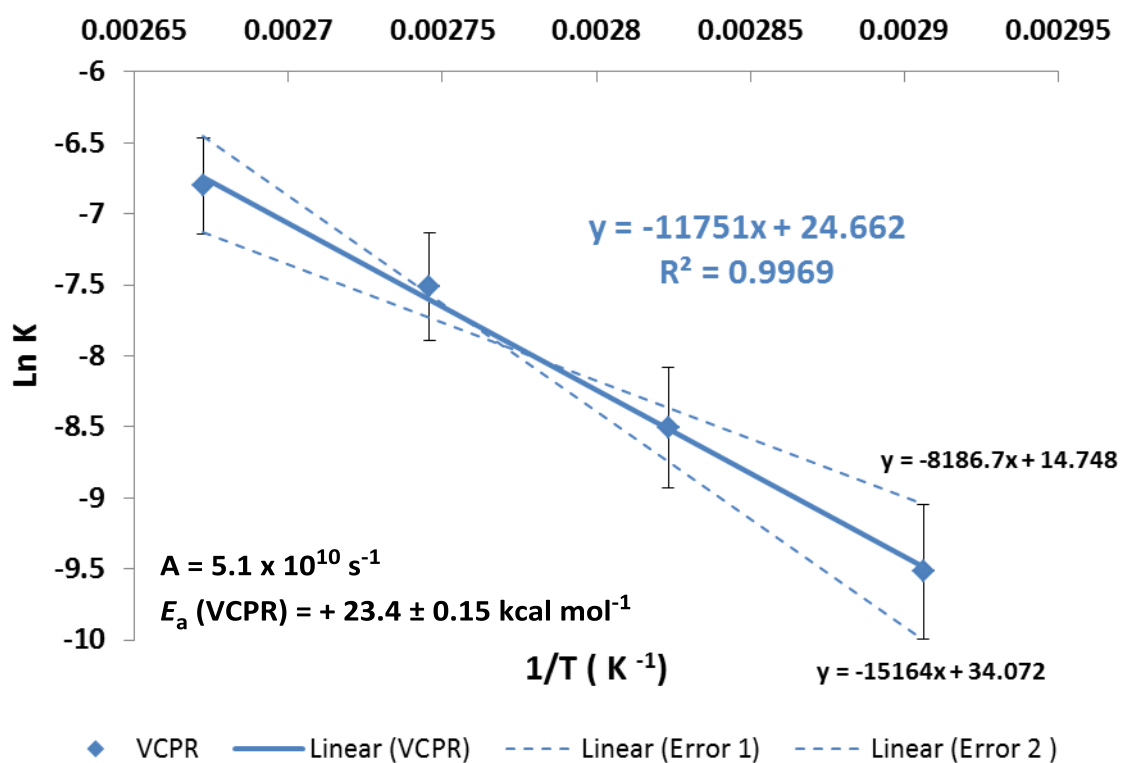 0.00265 0.0027 0.00275 0.0028 0.00285 0.0029 0.00295
-6
-6.5
-7
-7.5
-8
-8.5
-9
-9.5
-10
Ln K
y = -11751x + 24.662
R² = 0.9969
y = -8186.7x + 14.748
A = 5.1 x 10¹⁰ s⁻¹
Eₐ (VCPR) = + 23.4 ± 0.15 kcal mol⁻¹
1/T ( K ⁻¹)
y = -15164x + 34.072
VCPR Linear (VCPR) Linear (Error 1) Linear (Error 2 )